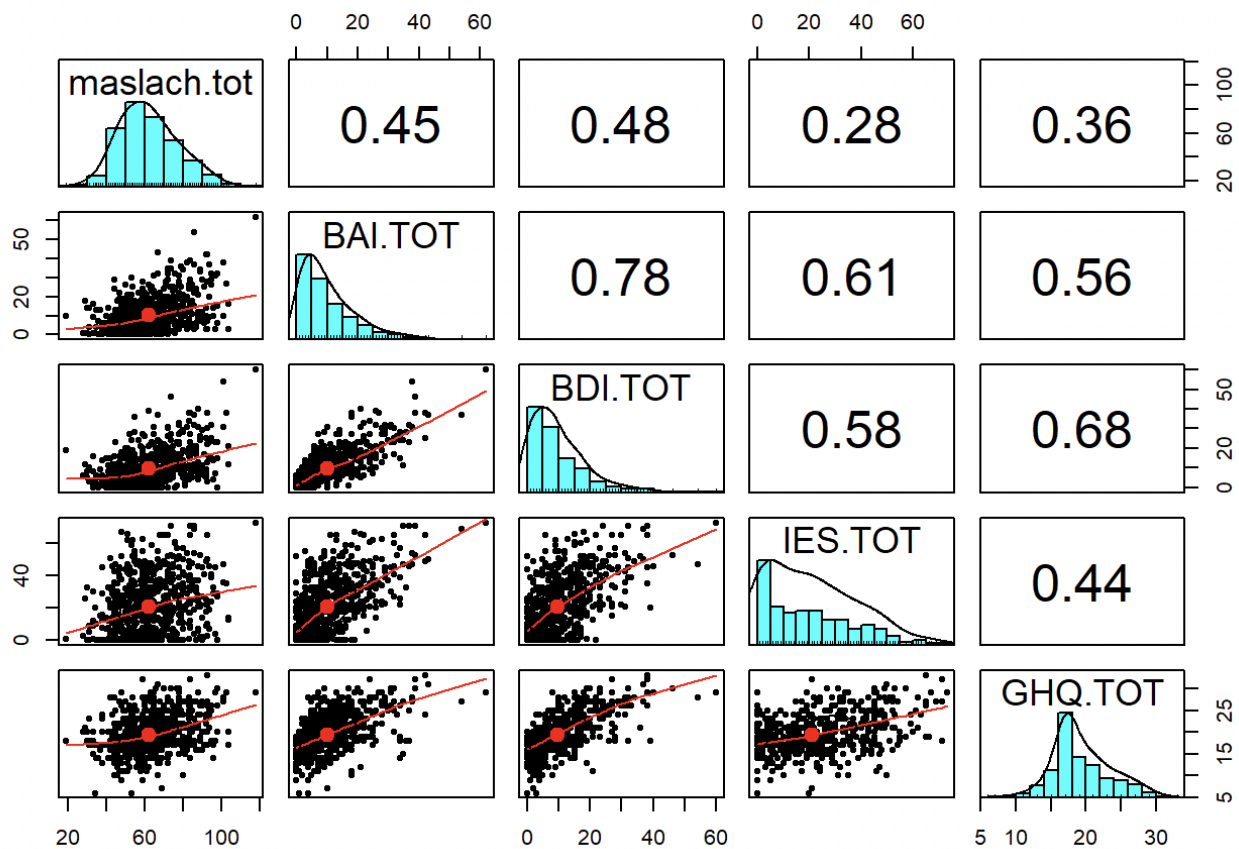 0 20 40 60 0 20 40 60
maslach.tot 0.45 0.48 0.28 0.36 20 60 100
0 20 50 BAI.TOT 0.78 0.61 0.56
BDI.TOT 0.58 0.68 0 20 50
0 40 IES.TOT 0.44
GHQ.TOT 5 15 25
20 60 100 0 20 40 60 5 10 20 30